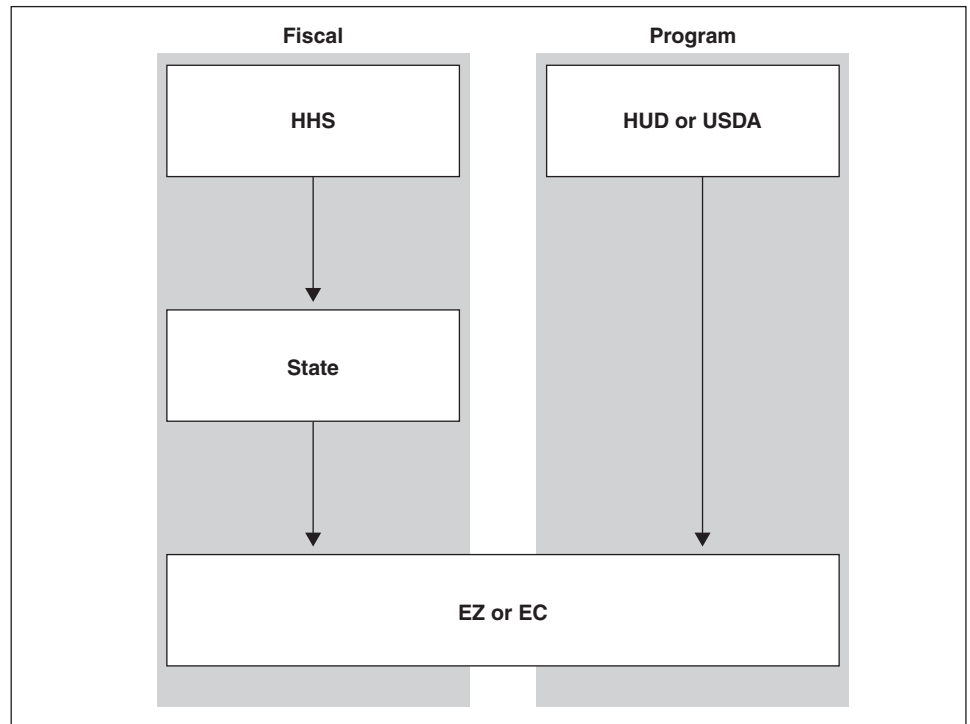 Fiscal Program
HHS
HUD or USDA
State
EZ or EC